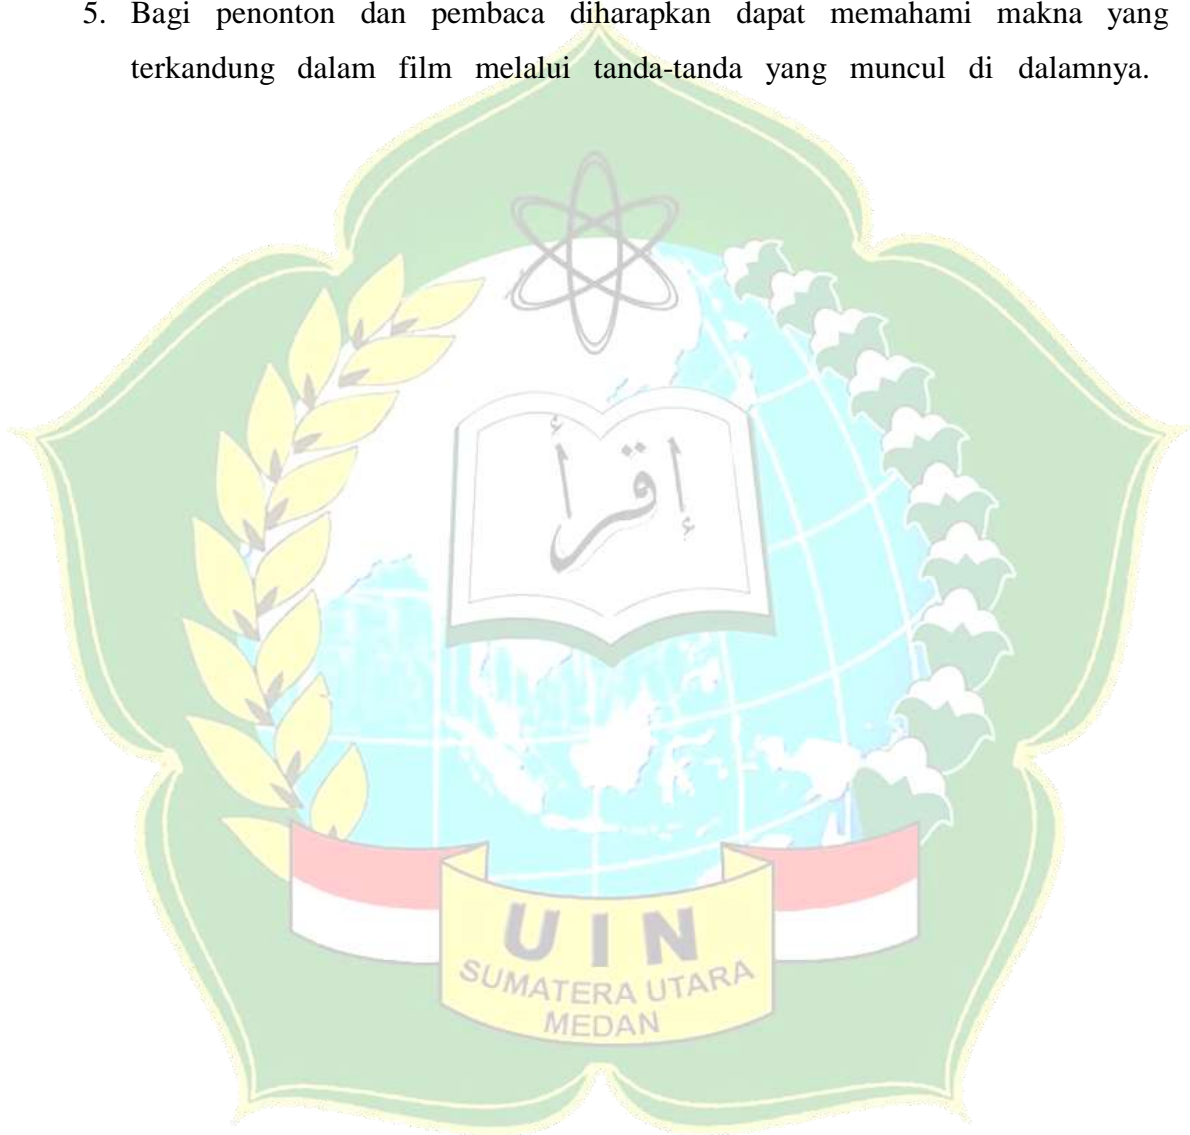 5. Bagi penonton dan pembaca diharapkan dapat memahami makna yang
terkandung dalam film melalui tanda-tanda yang muncul di dalamnya.
إقرأ
UIN
SUMATERA UTARA
MEDAN